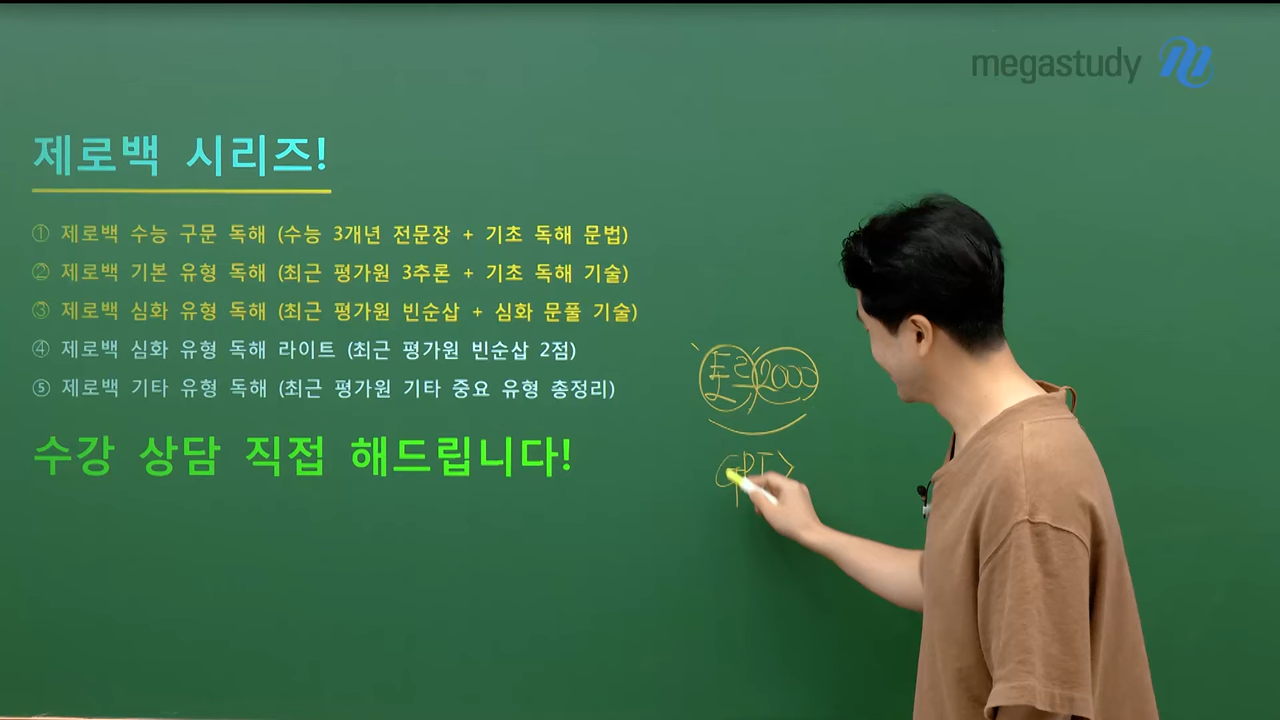 megastudy
제로백 시리즈!
① 제로백 수능 구문 독해 (수능 3개년 전문장 + 기초 독해 문법)
② 제로백 기본 유형 독해 (최근 평가원 3추론 + 기초 독해 기술)
③ 제로백 심화 유형 독해 (최근 평가원 빈순삽 + 심화 문풀 기술)
④ 제로백 심화 유형 독해 라이트 (최근 평가원 빈순삽 2점)
⑤ 제로백 기타 유형 독해 (최근 평가원 기타 중요 유형 총정리)
수강 상담 직접 해드립니다!
2000